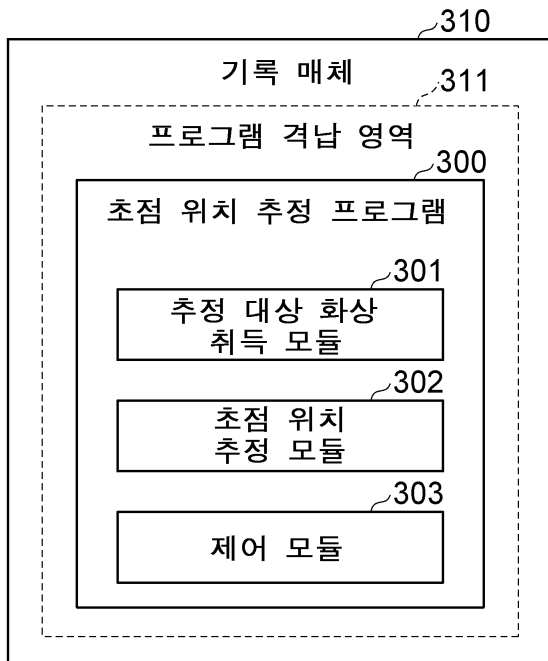 310
기록 매체
311
프로그램 격납 영역
300
초점 위치 추정 프로그램
301
추정 대상 화상
취득 모듈
302
초점 위치
추정 모듈
303
제어 모듈